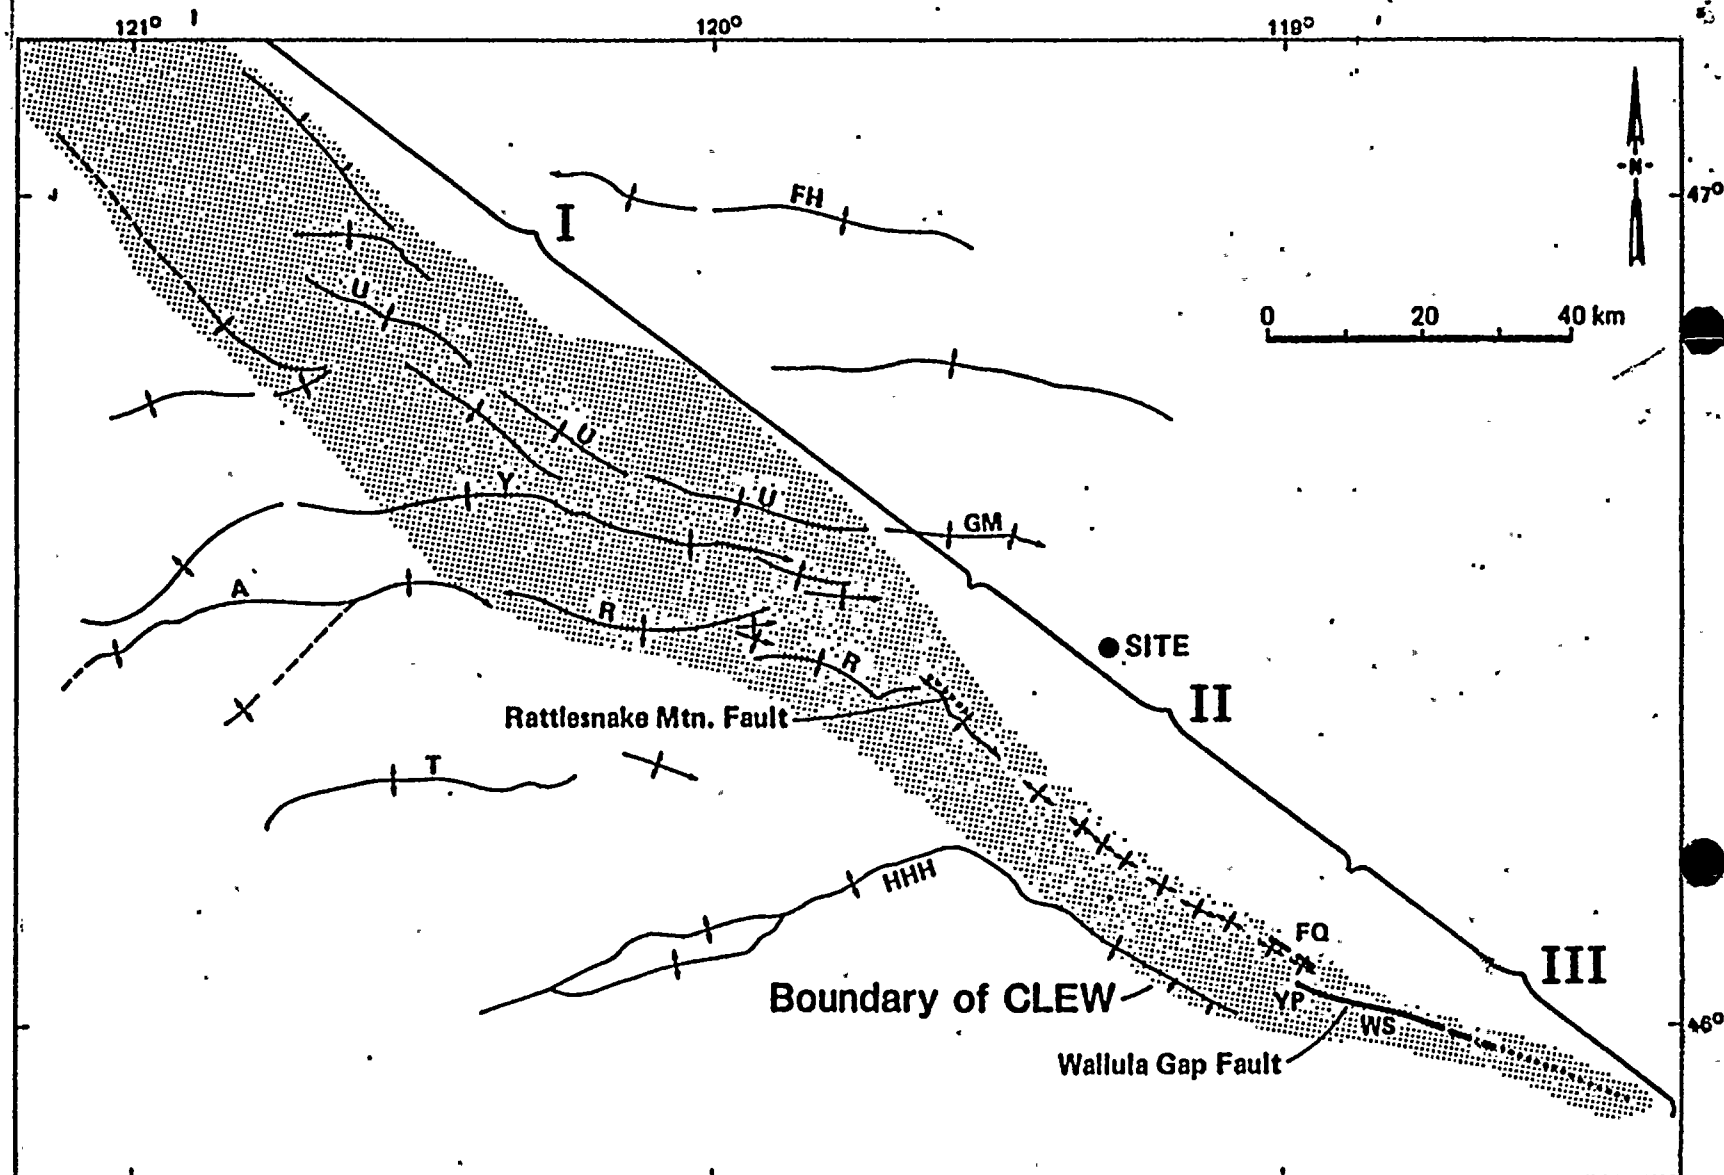 121° 120° 118°
N
47°
FH
I
U
0 20 40 km
U
Y
U
GM
A
R
SITE
R
II
Rattlesnake Mtn. Fault
T
HHH
FQ
III
Boundary of CLEW
YP
WS
46°
Wallula Gap Fault